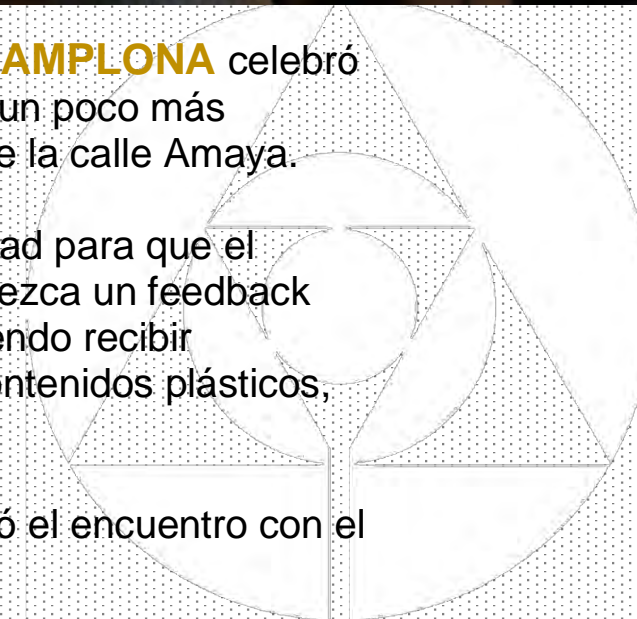 AMPLONA celebró
un poco más
e la calle Amaya.
ad para que el
ezca un feedback
endo recibir
ontenidos plásticos,
ó el encuentro con el